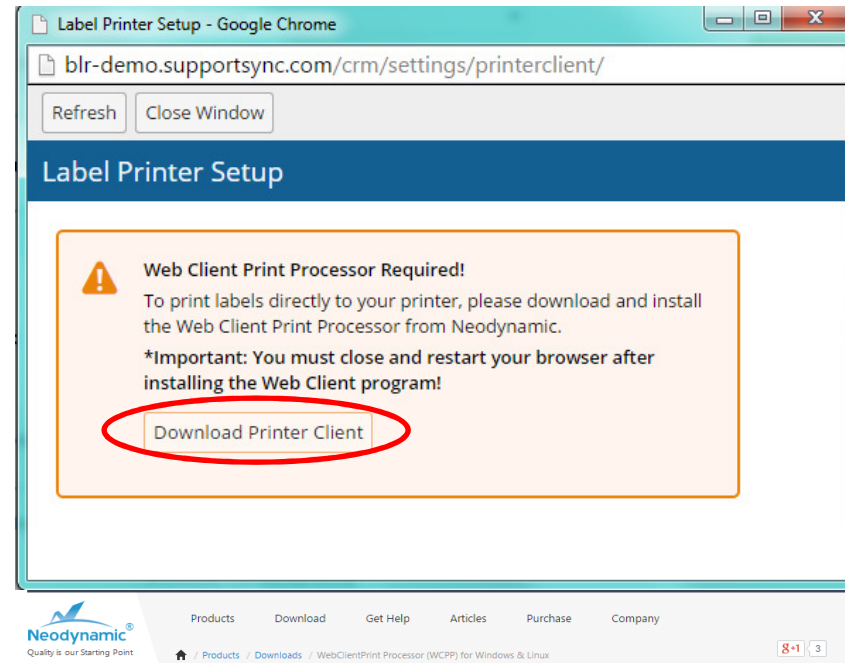 Label Printer Setup - Google Chrome
blr-demo.supportsync.com/crm/settings/printerclient/
Refresh Close Window
Label Printer Setup
Web Client Print Processor Required!
To print labels directly to your printer, please download and install
the Web Client Print Processor from Neodynamic.
*Important: You must close and restart your browser after
installing the Web Client program!
Download Printer Client
Neodynamic®
Quality is our Starting Point
Products Download Get Help Articles Purchase Company
/ Products / Downloads / WebClientPrint Processor (WCPP) for Windows & Linux
g+1 3